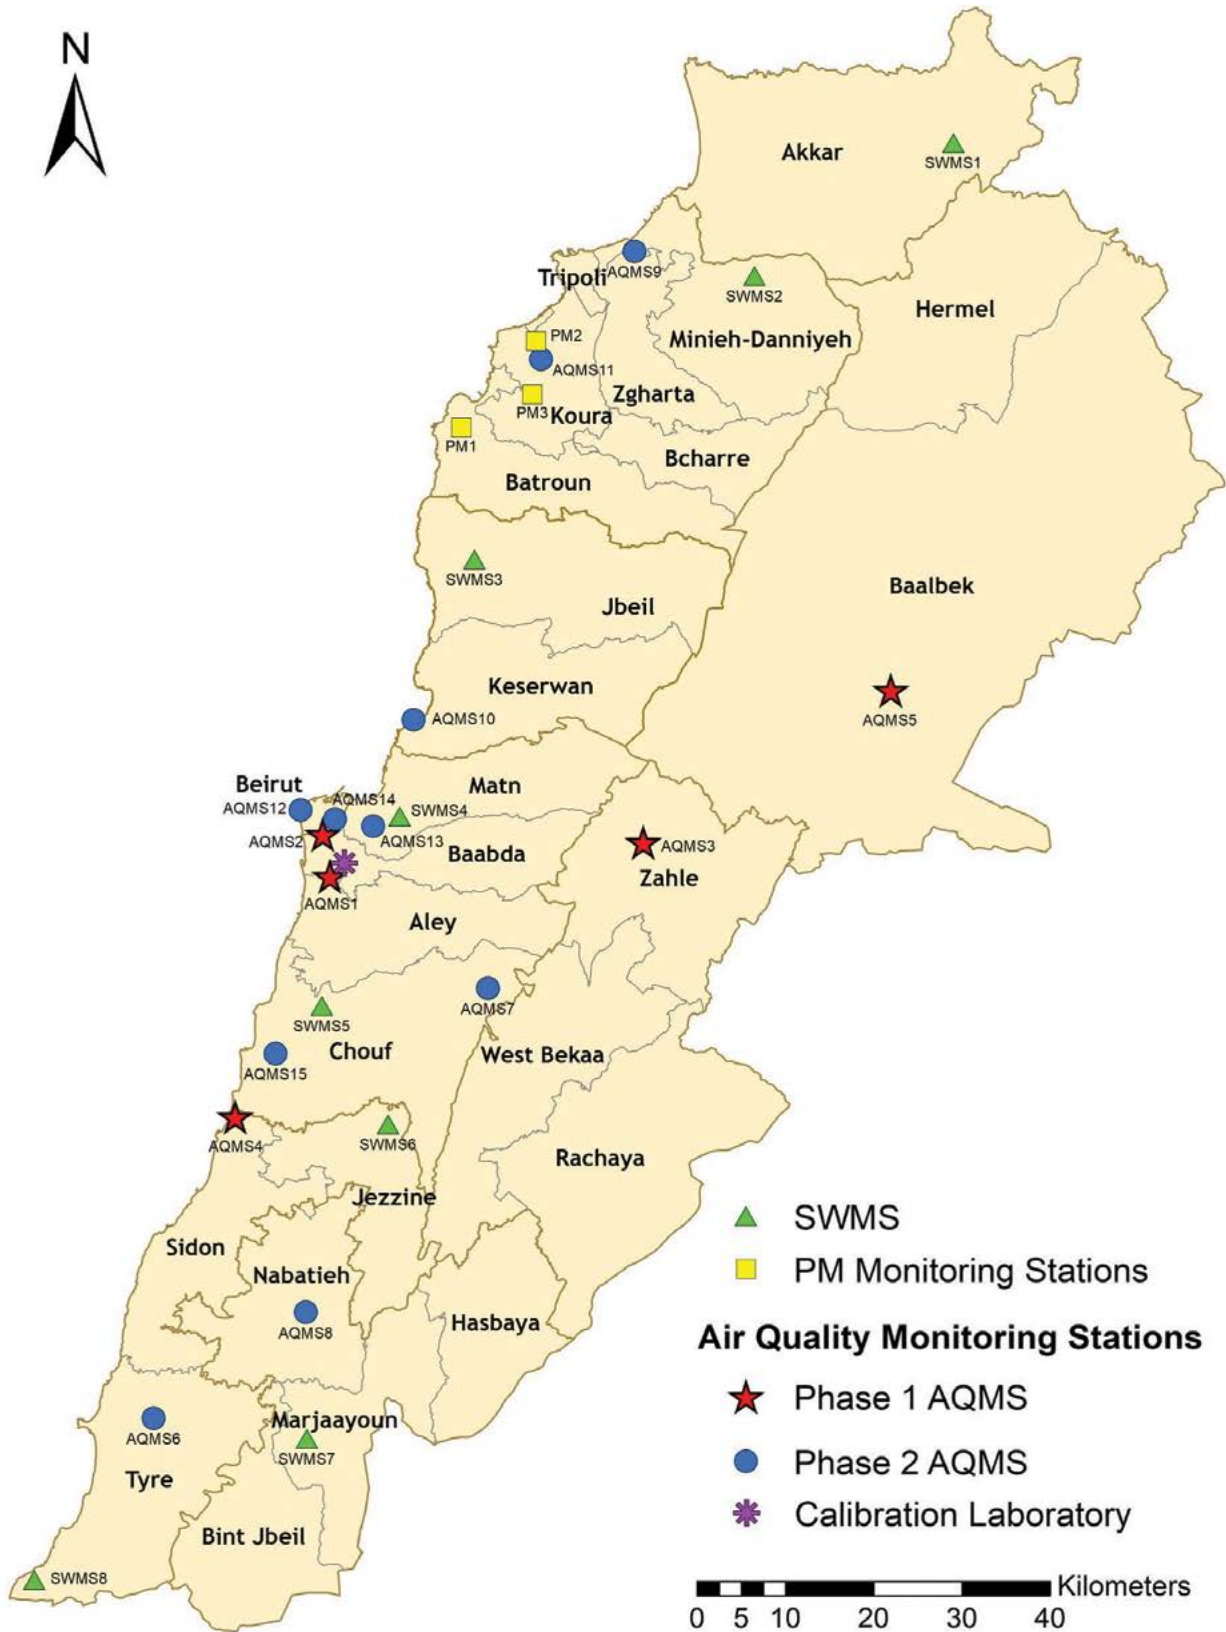 N
Akkar
SWMS1
AQMS9
Tripoli
SWMS2
Hermel
Minieh-Danniyeh
PM2
AQMS11
Zgharta
PM3
Koura
PM1
Bcharre
Batroun
SWMS3
Jbeil
Baalbek
Keserwan
AQMS10
AQMS5
Beirut
Matn
AQMS12
AQMS14
SWMS4
AQMS2
AQMS13
AQMS3
Baabda
Zahle
AQMS1
Aley
AQMS7
SWMS5
Chouf
West Bekaa
AQMS15
AQMS4
SWMS6
Rachaya
Jezzine
Sidon
Nabatieh
AQMS8
Hasbaya
Marjaayoun
AQMS6
SWMS7
Tyre
Bint Jbeil
SWMS8
SWMS
PM Monitoring Stations
Air Quality Monitoring Stations
Phase 1 AQMS
Phase 2 AQMS
Calibration Laboratory
Kilometers
0 5 10 20 30 40